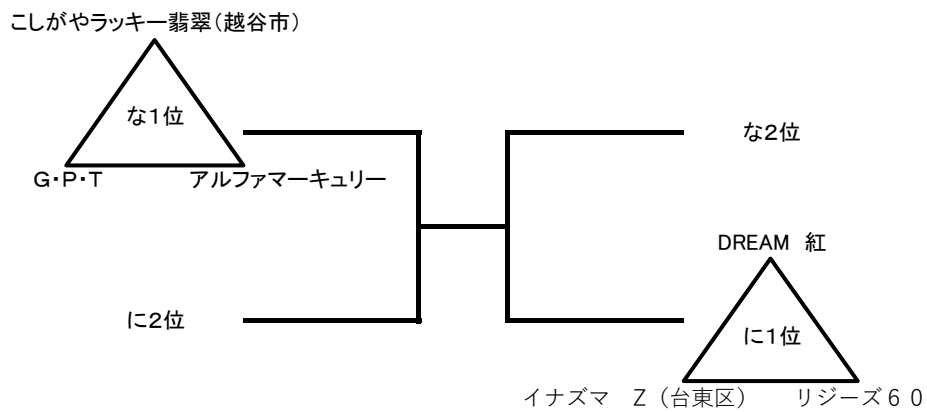 こしがやラッキー翡翠（越谷市）
な１位
な２位
Ｇ・Ｐ・Ｔ アルファマーキュリー
DREAM　紅
に２位
に１位
イナズマ　Ｚ（台東区） リジーズ６０